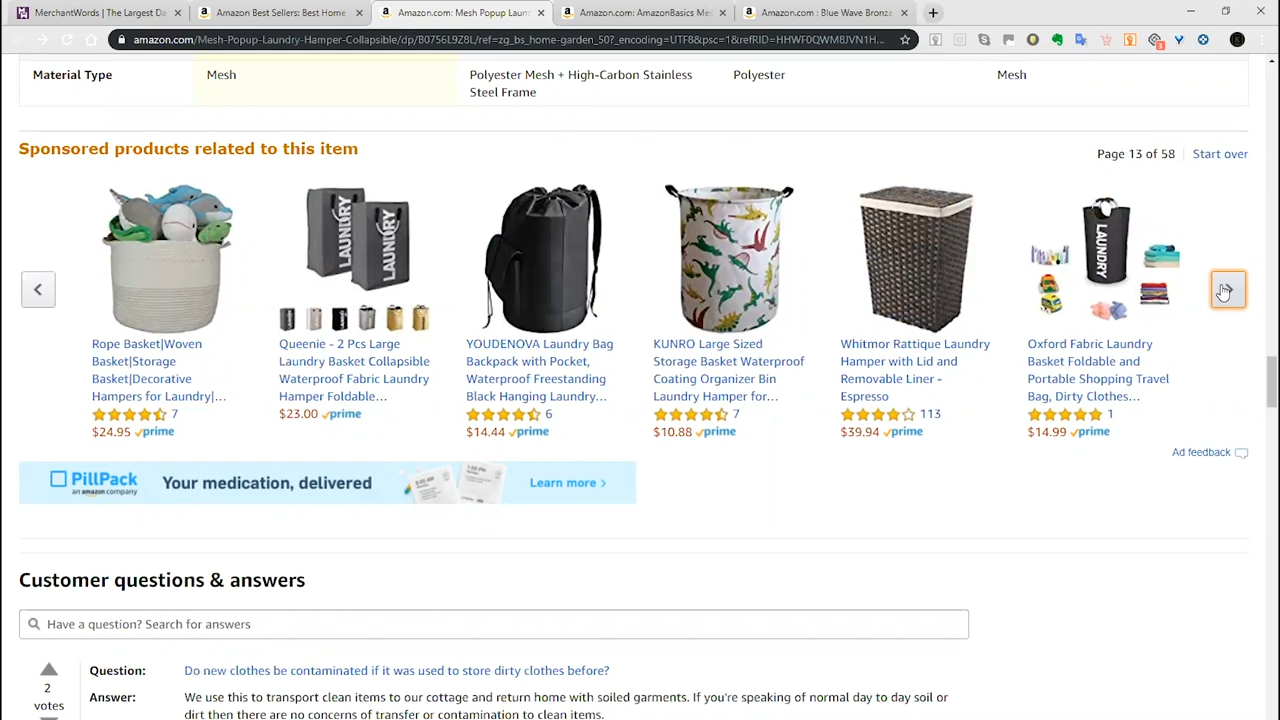 MerchantWords | The Largest Da
Amazon Best Sellers: Best Home
Amazon.com: Mesh Popup Laun
Amazon.com: AmazonBasics Me
Amazon.com : Blue Wave Bronze
amazon.com/Mesh-Popup-Laundry-Hamper-Collapsible/dp/B0756L9Z8L/ref=zg_bs_home-garden_50?_encoding=UTF8&psc=1&refRID=HHWF0QWM8JVN1H...
Material Type
Mesh
Polyester Mesh + High-Carbon Stainless
Steel Frame
Polyester
Mesh
Sponsored products related to this item
Page 13 of 58
Start over
LAUNDRY
LAUNDRY
LAUNDRY
Rope Basket|Woven
Basket|Storage
Basket|Decorative
Hampers for Laundry|...
7
$24.95 prime
Queenie - 2 Pcs Large
Laundry Basket Collapsible
Waterproof Fabric Laundry
Hamper Foldable...
$23.00 prime
YOUDENOVA Laundry Bag
Backpack with Pocket,
Waterproof Freestanding
Black Hanging Laundry...
6
$14.44 prime
KUNRO Large Sized
Storage Basket Waterproof
Coating Organizer Bin
Laundry Hamper for...
7
$10.88 prime
Whitmor Rattique Laundry
Hamper with Lid and
Removable Liner -
Espresso
113
$39.94 prime
Oxford Fabric Laundry
Basket Foldable and
Portable Shopping Travel
Bag, Dirty Clothes...
1
$14.99 prime
Ad feedback
PillPack
an amazon company
Your medication, delivered
Learn more >
Customer questions & answers
Have a question? Search for answers
2
votes
Question:
Do new clothes be contaminated if it was used to store dirty clothes before?
Answer:
We use this to transport clean items to our cottage and return home with soiled garments. If you're speaking of normal day to day soil or
dirt then there are no concerns of transfer or contamination to clean items.